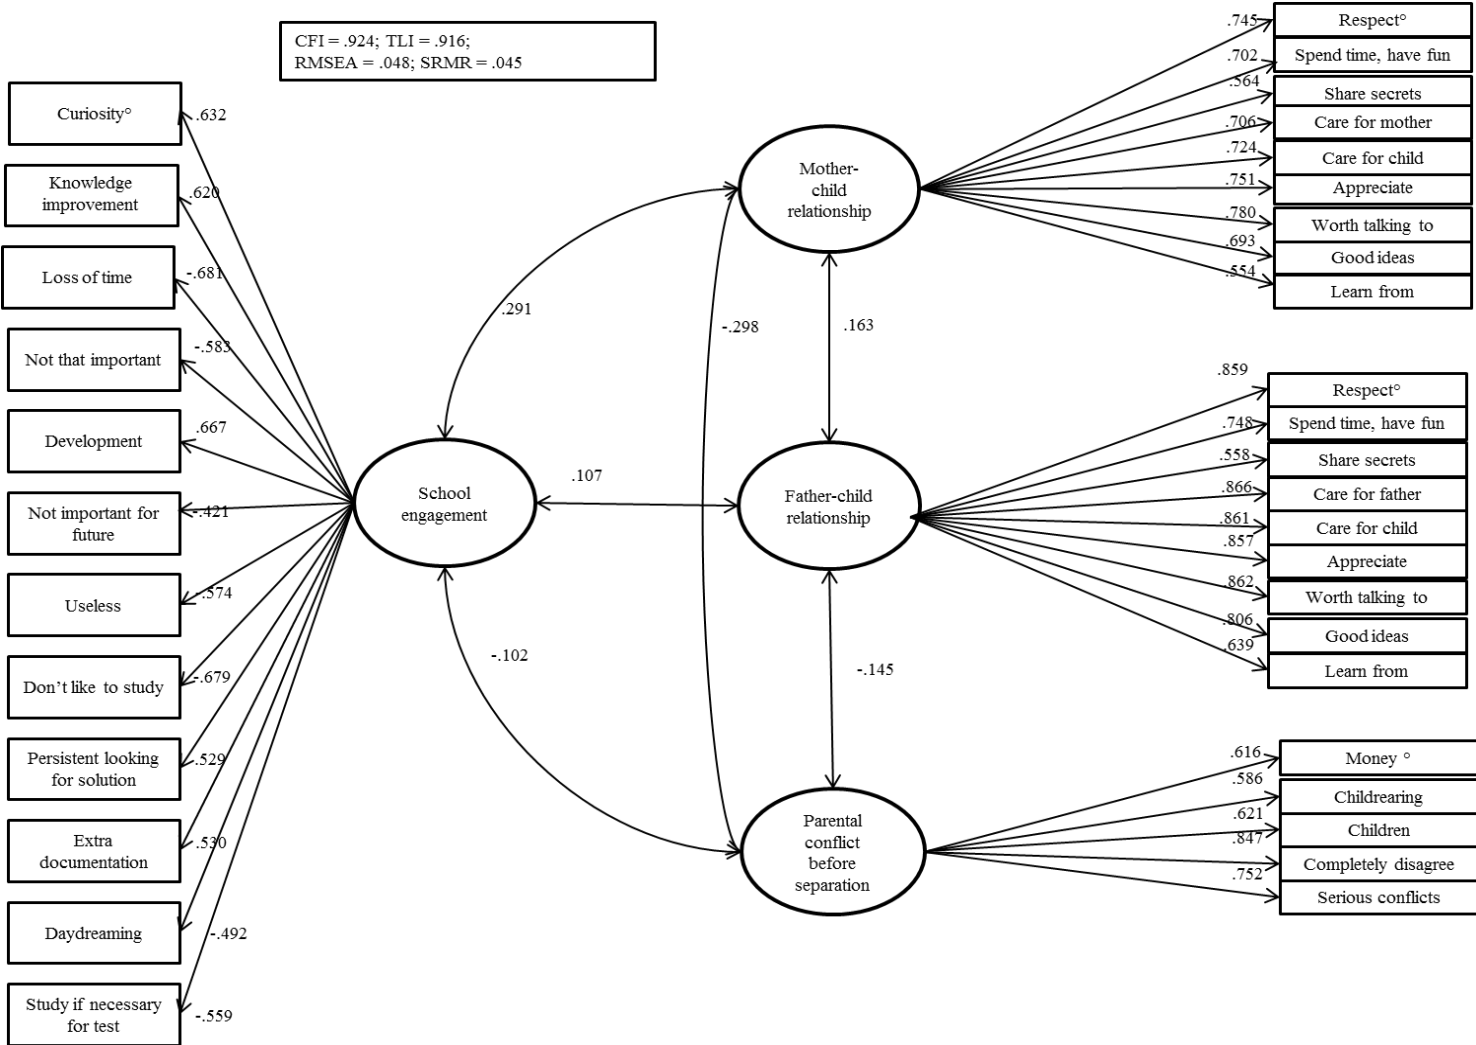 CFI = .924; TLI = .916;
RMSEA = .048; SRMR = .045
Curiosity°
.632
Knowledge
improvement
.620
Loss of time
-.681
Not that important
-.583
Development
.667
Not important for
future
-.421
Useless
-.574
Don’t like to study
-.679
Persistent looking
for solution
.529
Extra
documentation
.530
Daydreaming
-.492
Study if necessary
for test
-.559
School
engagement
.291
.107
-.102
-.298
.163
-.145
Mother-
child
relationship
Father-child
relationship
Parental
conflict
before
separation
.745
Respect°
.702
Spend time, have fun
.564
Share secrets
.706
Care for mother
.724
Care for child
.751
Appreciate
.780
Worth talking to
.693
Good ideas
.554
Learn from
.859
Respect°
.748
Spend time, have fun
.558
Share secrets
.866
Care for father
.861
Care for child
.857
Appreciate
.862
Worth talking to
.806
Good ideas
.639
Learn from
.616
Money °
.586
Childrearing
.621
Children
.847
Completely disagree
.752
Serious conflicts